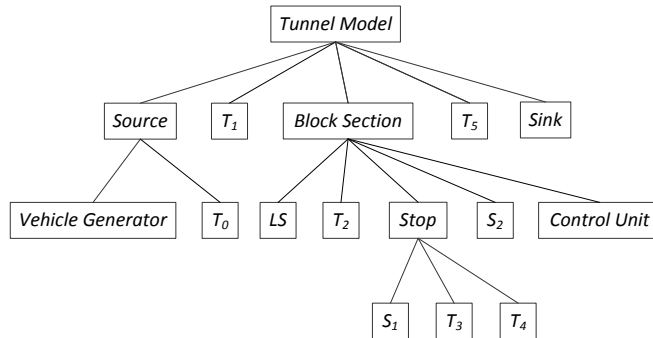 Tunnel Model
Source T₁ Block Section T₅ Sink
Vehicle Generator T₀ LS T₂ Stop S₂ Control Unit
S₁ T₃ T₄